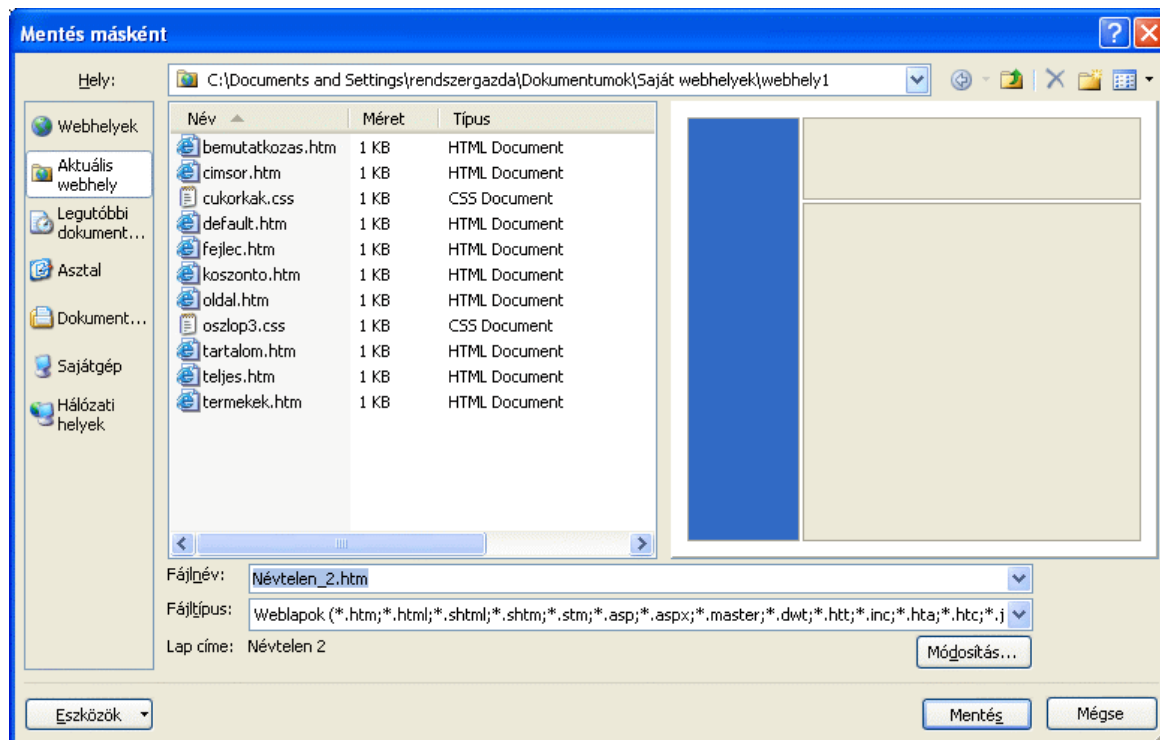 Mentés másként
Hely:
C:\Documents and Settings\rendszergazda\Dokumentumok\Saját webhelyek\webhely1
Webhelyek
Aktuális
webhely
Legutóbbi
dokument...
Asztal
Dokument...
Sajátgép
Hálózati
helyek
Név Méret Típus
bemutatkozas.htm 1 KB HTML Document
cimsor.htm 1 KB HTML Document
cukorkak.css 1 KB CSS Document
default.htm 1 KB HTML Document
fejlec.htm 1 KB HTML Document
koszonto.htm 1 KB HTML Document
oldal.htm 1 KB HTML Document
oszlop3.css 1 KB CSS Document
tartalom.htm 1 KB HTML Document
teljes.htm 1 KB HTML Document
termekek.htm 1 KB HTML Document
Fájlnév: Névtelen_2.htm
Fájltípus: Weblapok (*.htm;*.html;*.shtml;*.shtm;*.stm;*.asp;*.aspx;*.master;*.dwt;*.htt;*.inc;*.hta;*.htc;*.j
Lap címe: Névtelen 2
Módosítás...
Eszközök Mentés Mégse